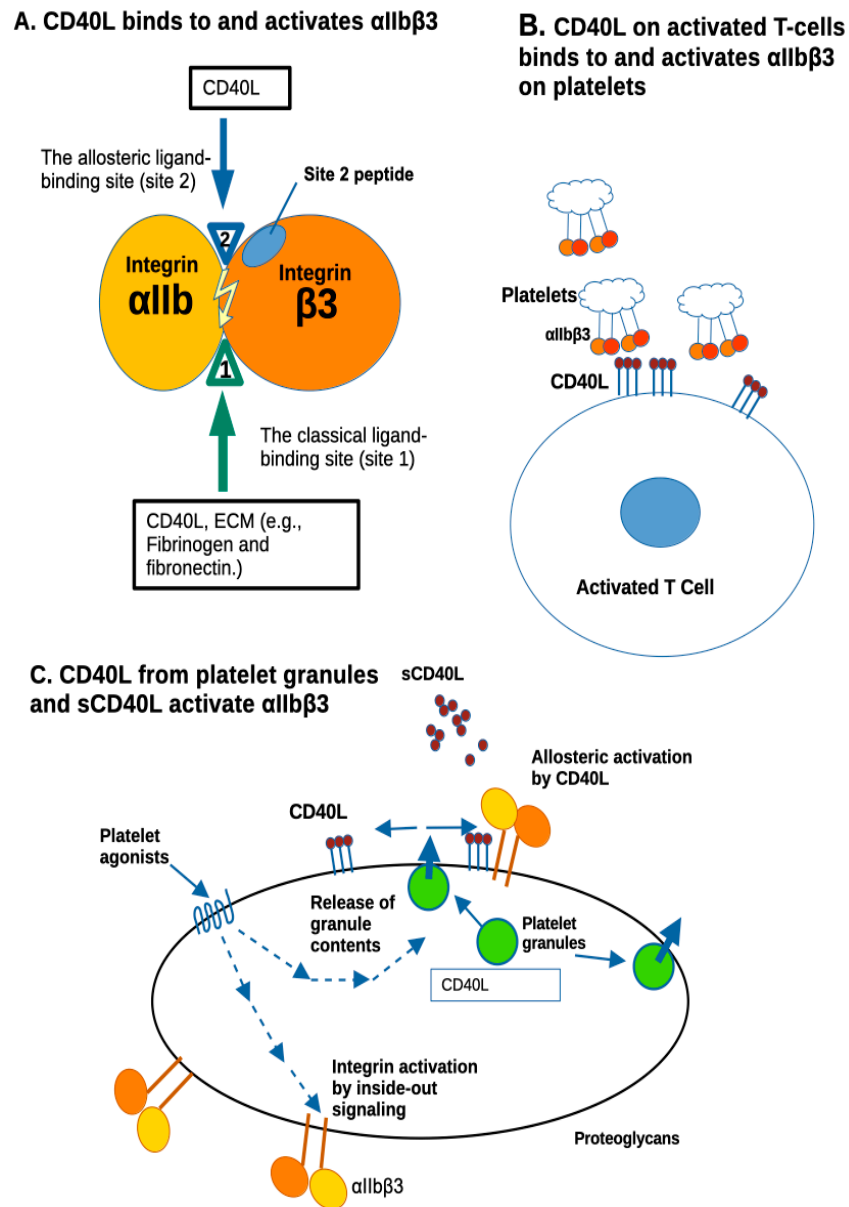 A. CD40L binds to and activates αIIbβ3
CD40L
The allosteric ligand-
binding site (site 2)
Site 2 peptide
2
Integrin
αIIb
Integrin
β3
1
The classical ligand-
binding site (site 1)
CD40L, ECM (e.g.,
Fibrinogen and
fibronectin.)
B. CD40L on activated T-cells
binds to and activates αIIbβ3
on platelets
Platelets
αIIbβ3
CD40L
Activated T Cell
C. CD40L from platelet granules
and sCD40L activate αIIbβ3
sCD40L
Allosteric activation
by CD40L
CD40L
Platelet
agonists
Release of
granule
contents
Platelet
granules
CD40L
Integrin activation
by inside-out
signaling
Proteoglycans
αIIbβ3